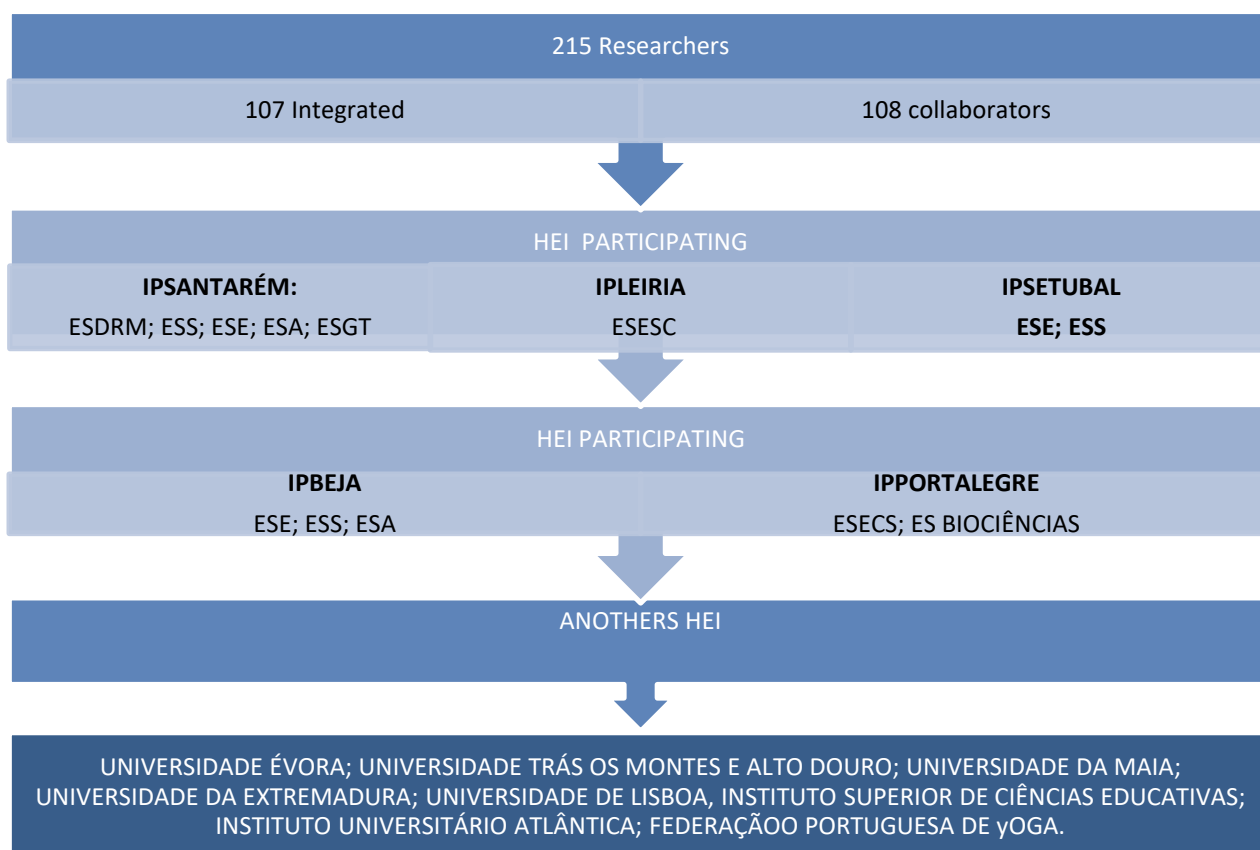 215 Researchers
107 Integrated
108 collaborators
HEI PARTICIPATING
IPSANTARÉM:
ESDRM; ESS; ESE; ESA; ESGT
IPLEIRIA
ESESC
IPSETUBAL
ESE; ESS
HEI PARTICIPATING
IPBEJA
ESE; ESS; ESA
IPPORTALEGRE
ESECS; ES BIOCIÊNCIAS
ANOTHERS HEI
UNIVERSIDADE ÉVORA; UNIVERSIDADE TRÁS OS MONTES E ALTO DOURO; UNIVERSIDADE DA MAIA;
UNIVERSIDADE DA EXTREMADURA; UNIVERSIDADE DE LISBOA, INSTITUTO SUPERIOR DE CIÊNCIAS EDUCATIVAS;
INSTITUTO UNIVERSITÁRIO ATLÂNTICA; FEDERAÇÃOO PORTUGUESA DE yOGA.